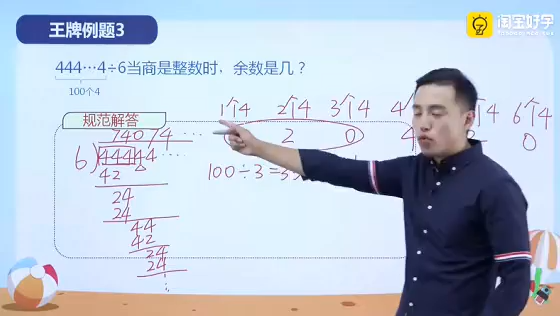 王牌例题3
淘宝好学
444…4÷6当商是整数时，余数是几？
100个4
规范解答
1个4 2个4 3个4 6个4
2 0 4 0
74074…
6)44444…
42
24
24
44
42
24
24
100÷3=3